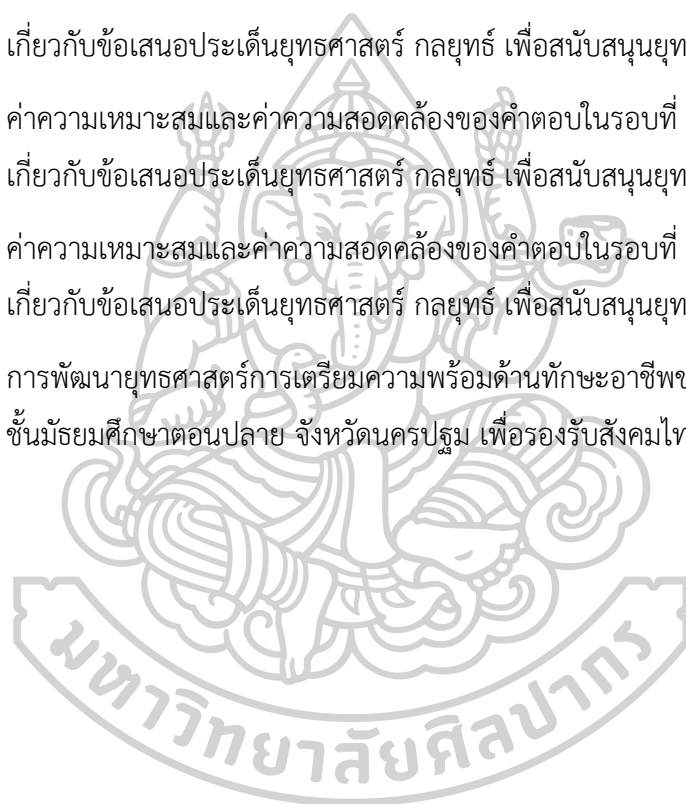 เกี่ยวกับข้อเสนอประเด็นยุทธศาสตร์ กลยุทธ์ เพื่อสนับสนุนยุท
ค่าความเหมาะสมและค่าความสอดคล้องของคำตอบในรอบที่
เกี่ยวกับข้อเสนอประเด็นยุทธศาสตร์ กลยุทธ์ เพื่อสนับสนุนยุท
ค่าความเหมาะสมและค่าความสอดคล้องของคำตอบในรอบที่
เกี่ยวกับข้อเสนอประเด็นยุทธศาสตร์ กลยุทธ์ เพื่อสนับสนุนยุท
การพัฒนายุทธศาสตร์การเตรียมความพร้อมด้านทักษะอาชีพข
ชั้นมัธยมศึกษาตอนปลาย จังหวัดนครปฐม เพื่อรองรับสังคมไท
มหาวิทยาลัยศิลปากร